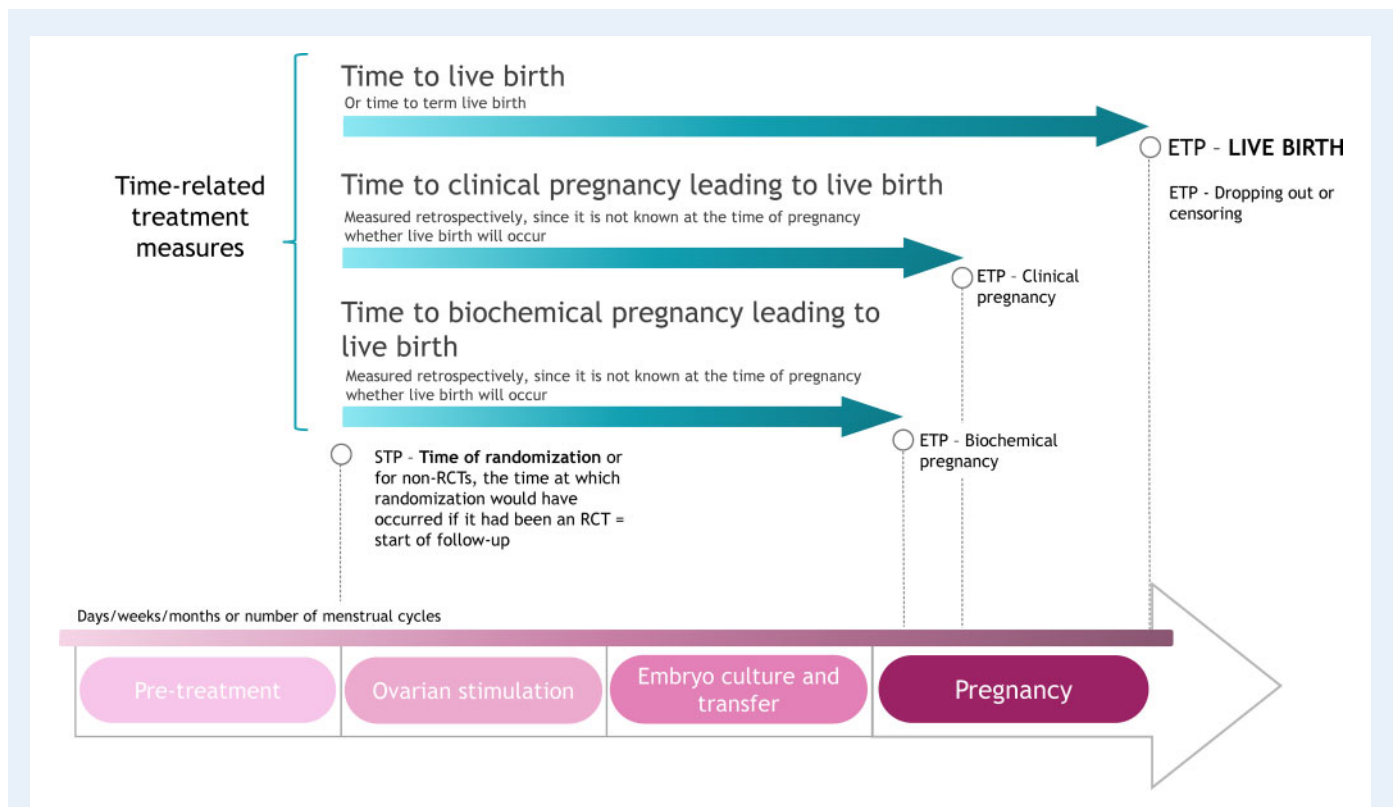 Time to live birth
Or time to term live birth
ETP – LIVE BIRTH
ETP - Dropping out or
censoring
Time-related
treatment
measures
Time to clinical pregnancy leading to live birth
Measured retrospectively, since it is not known at the time of pregnancy
whether live birth will occur
ETP – Clinical
pregnancy
Time to biochemical pregnancy leading to
live birth
Measured retrospectively, since it is not known at the time of pregnancy
whether live birth will occur
ETP – Biochemical
pregnancy
STP – Time of randomization or
for non-RCTs, the time at which
randomization would have
occurred if it had been an RCT =
start of follow-up
Days/weeks/months or number of menstrual cycles
Pre-treatment
Ovarian stimulation
Embryo culture and
transfer
Pregnancy